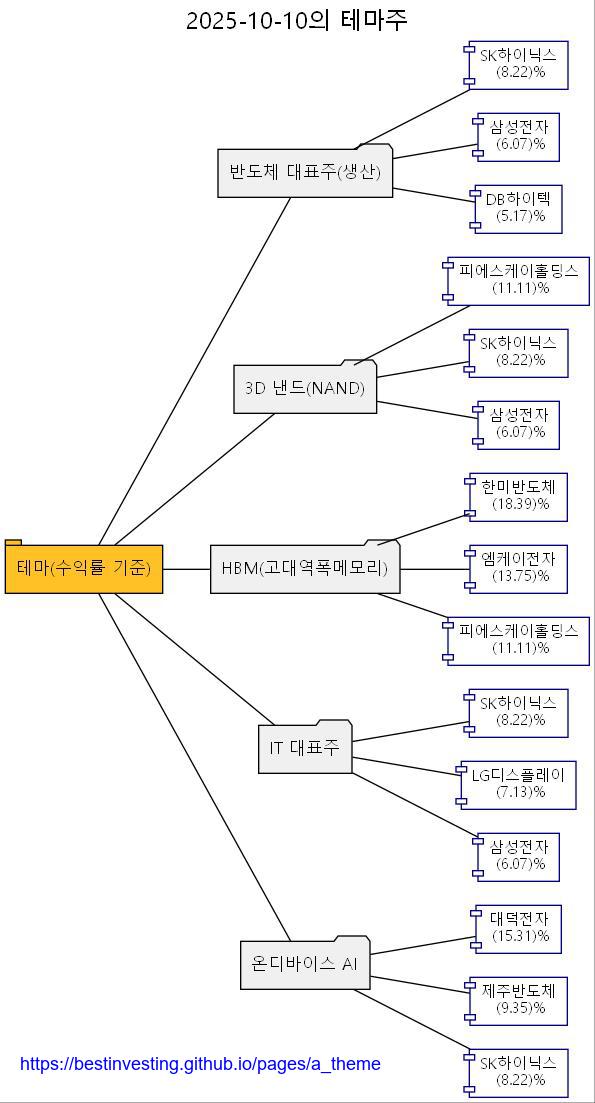 2025-10-10의 테마주
SK하이닉스
(8.22)%
삼성전자
(6.07)%
반도체 대표주(생산)
DB하이텍
(5.17)%
피에스케이홀딩스
(11.11)%
SK하이닉스
(8.22)%
3D 낸드(NAND)
삼성전자
(6.07)%
한미반도체
(18.39)%
테마(수익률 기준)
HBM(고대역폭메모리)
엠케이전자
(13.75)%
피에스케이홀딩스
(11.11)%
SK하이닉스
(8.22)%
IT 대표주
LG디스플레이
(7.13)%
삼성전자
(6.07)%
대덕전자
(15.31)%
온디바이스 AI
제주반도체
(9.35)%
SK하이닉스
(8.22)%
https://bestinvesting.github.io/pages/a_theme